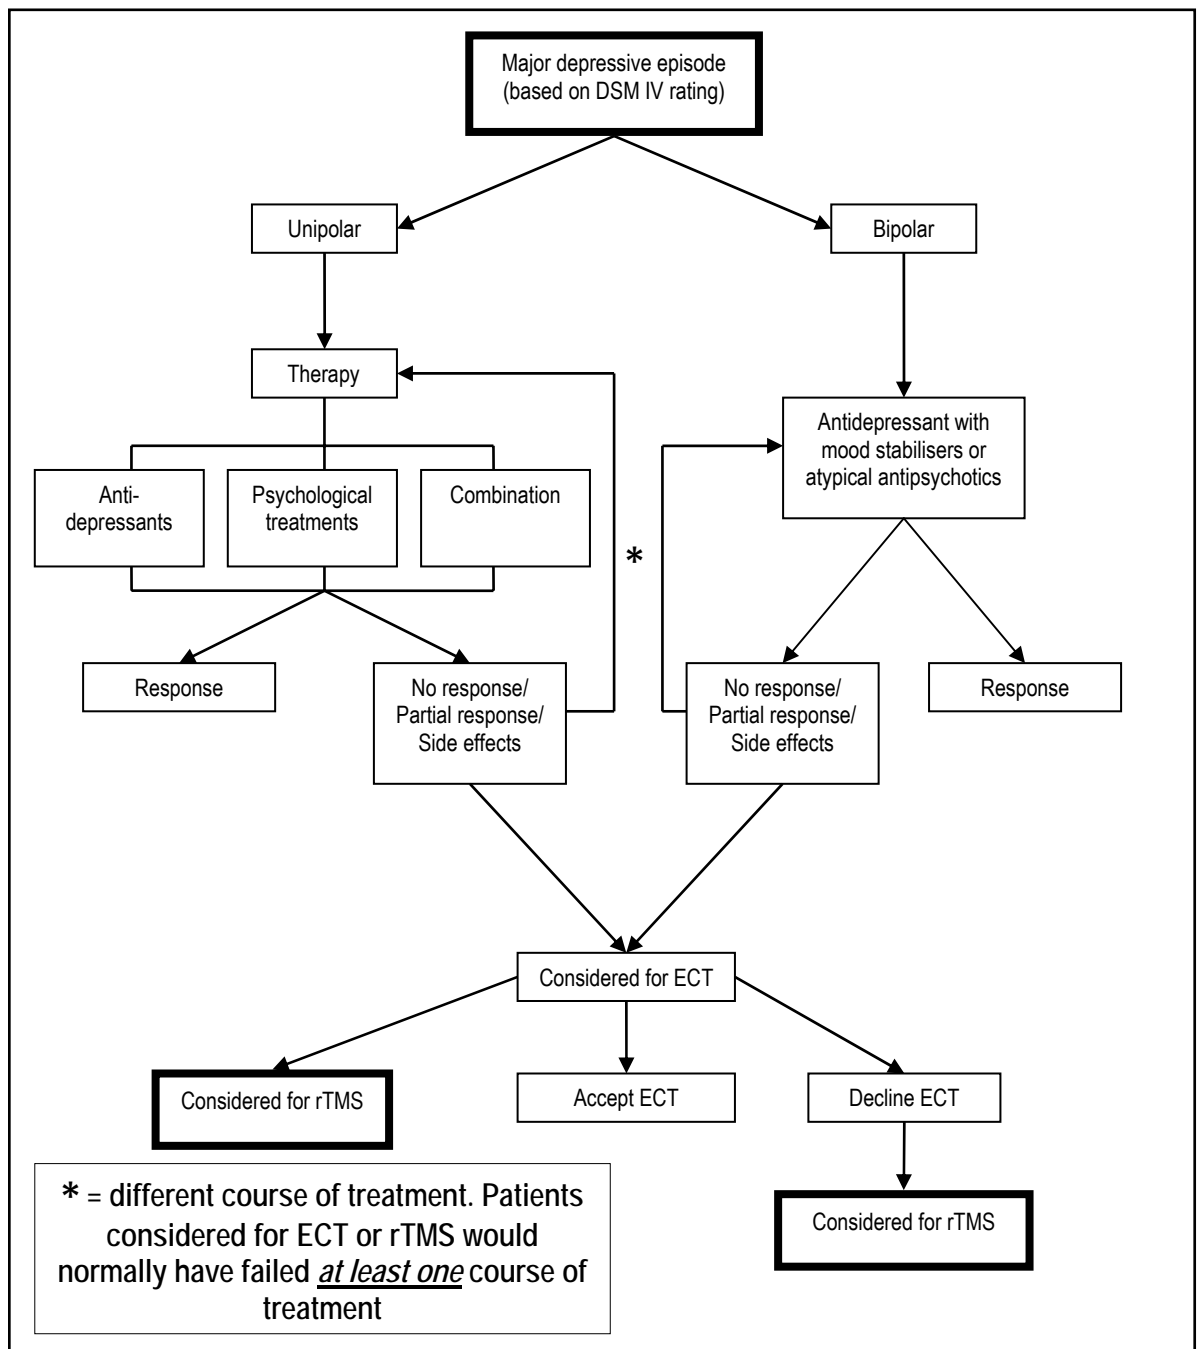 Major depressive episode
(based on DSM IV rating)
Unipolar
Bipolar
Therapy
Antidepressant with
mood stabilisers or
atypical antipsychotics
Anti-
depressants
Psychological
treatments
Combination
*
Response
No response/
Partial response/
Side effects
No response/
Partial response/
Side effects
Response
Considered for ECT
Considered for rTMS
Accept ECT
Decline ECT
* = different course of treatment. Patients
considered for ECT or rTMS would
normally have failed at least one course of
treatment
Considered for rTMS